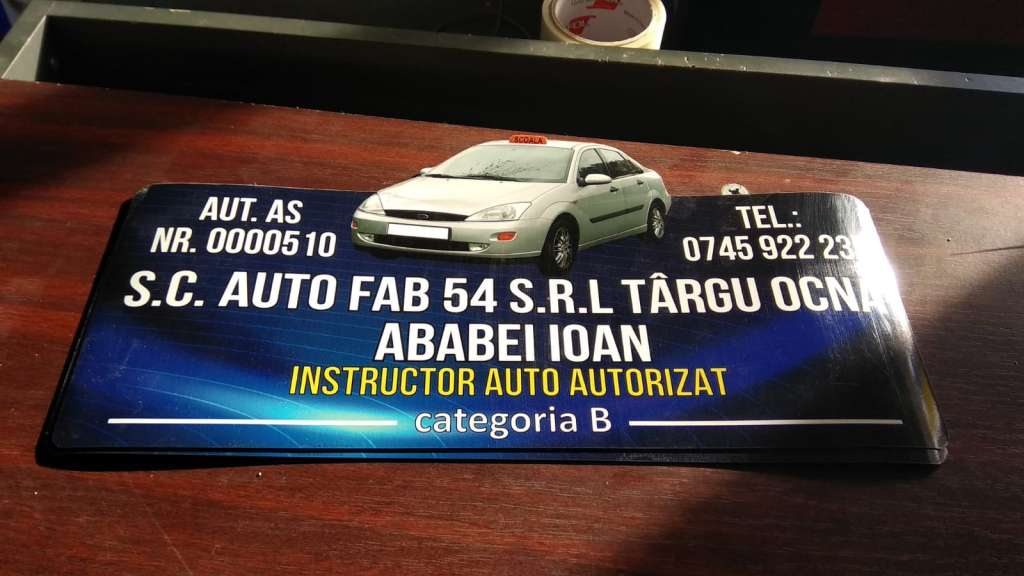 ȘCOALA
AUT. AS
NR. 0000510
TEL.:
0745 922 23
S.C. AUTO FAB 54 S.R.L TÂRGU OCNA
ABABEI IOAN
INSTRUCTOR AUTO AUTORIZAT
categoria B